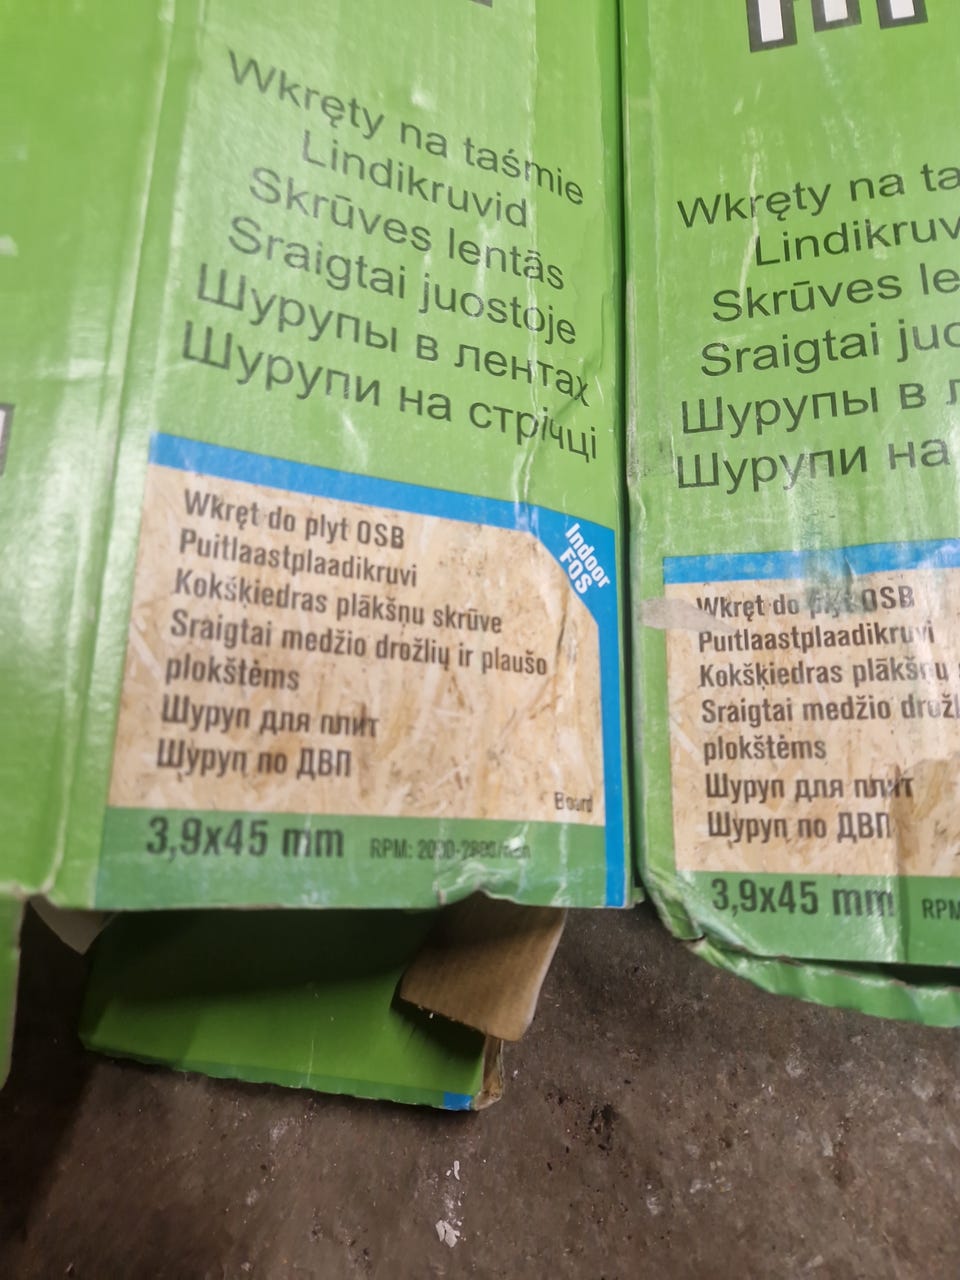 Wkręty na taśmie
Lindikruvid
Skrūves lentās
Sraigtai juostoje
Шурупы в лентах
Шурупи на стрічці
Indoor
FOS
Wkręt do płyt OSB
Puitlaastplaadikruvi
Kokšķiedras plākšņu skrūve
Sraigtai medžio drožlių ir plaušo
plokštėms
Шуруп для плит
Шуруп по ДВП
Board
3,9x45 mm RPM:
Wkręty na ta
Lindikruv
Skrūves le
Sraigtai juo
Шурупы в л
Шурупи на
Wkręt do płyt OSB
Puitlaastplaadikruvi
Kokšķiedras plākšņu
Sraigtai medžio drožl
plokštėms
Шуруп для плит
Шуруп по ДВП
3,9x45 mm RPM